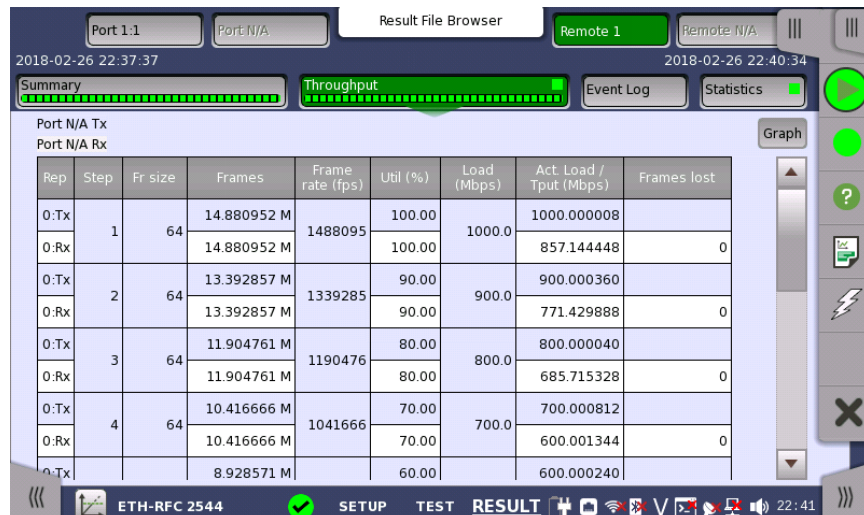 Port 1:1
Port N/A
Result File Browser
Remote 1
Remote N/A
2018-02-26 22:37:37
2018-02-26 22:40:34
Summary
Throughput
Event Log
Statistics
Port N/A Tx
Port N/A Rx
Graph
Rep Step Fr size Frames Frame rate (fps) Util (%) Load (Mbps) Act. Load / Tput (Mbps) Frames lost
0:Tx 1 64 14.880952 M 1488095 100.00 1000.0 1000.000008
0:Rx 14.880952 M 100.00 857.144448 0
0:Tx 2 64 13.392857 M 1339285 90.00 900.0 900.000360
0:Rx 13.392857 M 90.00 771.429888 0
0:Tx 3 64 11.904761 M 1190476 80.00 800.0 800.000040
0:Rx 11.904761 M 80.00 685.715328 0
0:Tx 4 64 10.416666 M 1041666 70.00 700.0 700.000812
0:Rx 10.416666 M 70.00 600.001344 0
0:Tx 8.928571 M 60.00 600.000240
ETH-RFC 2544
SETUP
TEST
RESULT
22:41